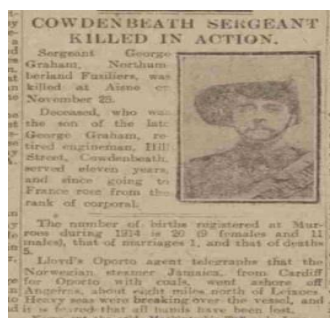 COWDENBEATH SERGEANT
KILLED IN ACTION.
Sergeant George
Graham, Northum-
berland Fusiliers, was
killed at Aisne on
November 25.
Deceased, who was
the son of the late
George Graham, re-
tired engineman, Hill
Street, Cowdenbeath,
served eleven years,
and since going to
France rose from the
rank of corporal.
The number of births registered at
during 1914 is 20 (9 females and 11
males), that of marriages 1, and that of deaths
5.
Lloyd's Oporto agent telegraphs that the
Norwegian steamer Jamaica, from Cardiff
for Oporto with coals, went ashore off
Angeiras, about eight miles north of Leixoes.
Heavy seas were breaking over the vessel, and
it is feared that all hands have been lost.